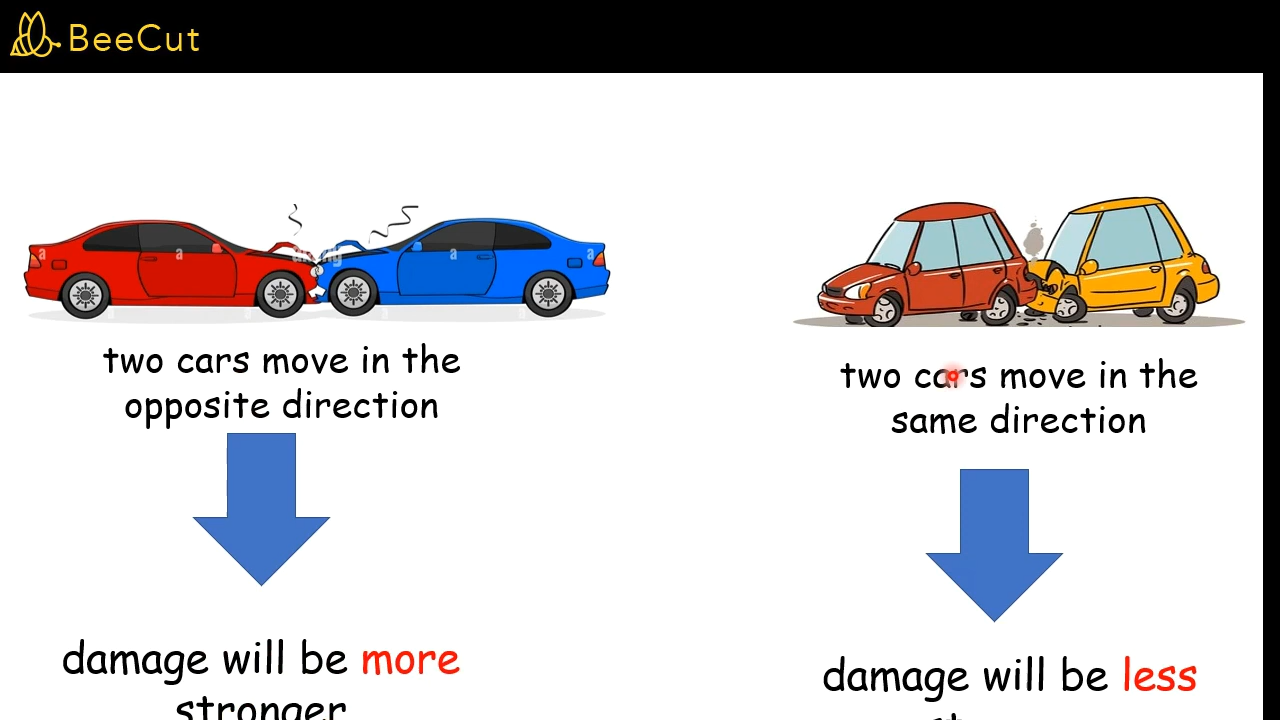 BeeCut
two cars move in the
opposite direction
damage will be more
stronger
two cars move in the
same direction
damage will be less